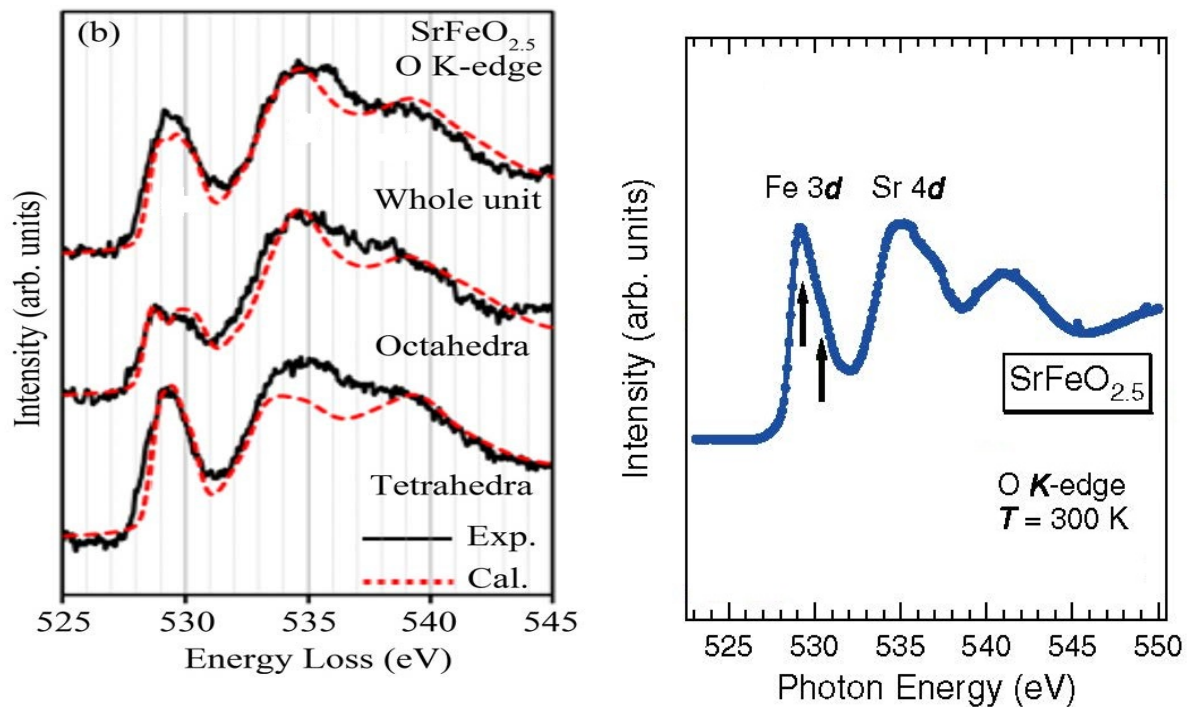 (b)
SrFeO2.5
O K-edge
Whole unit
Octahedra
Tetrahedra
Exp.
Cal.
Intensity (arb. units)
525 530 535 540 545
Energy Loss (eV)
Fe 3d Sr 4d
SrFeO2.5
O K-edge
T = 300 K
Intensity (arb. units)
525 530 535 540 545 550
Photon Energy (eV)